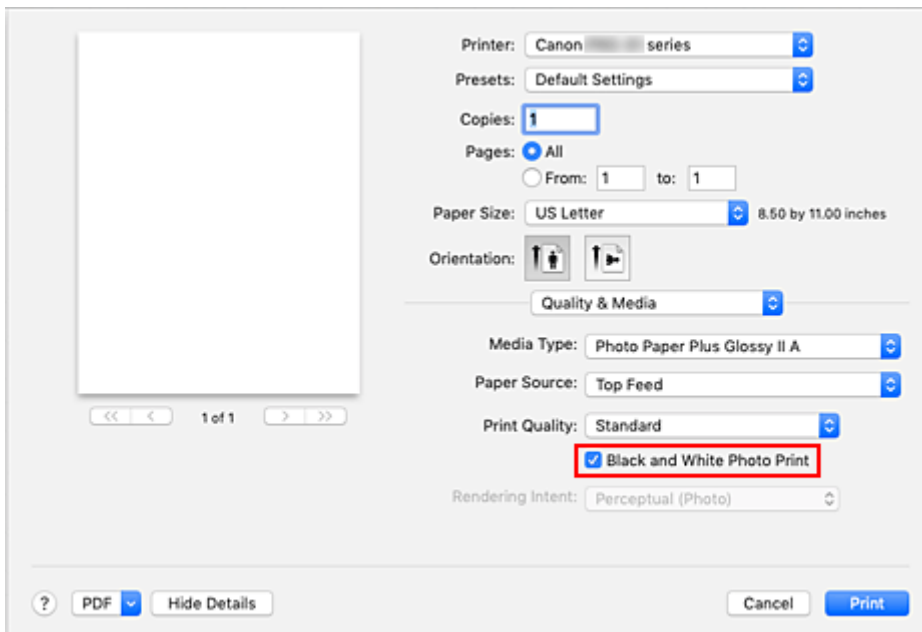 Printer: Canon series
Presets: Default Settings
Copies: 1
Pages: All
From: 1 to: 1
Paper Size: US Letter 8.50 by 11.00 inches
Orientation:
Quality & Media
Media Type: Photo Paper Plus Glossy II A
Paper Source: Top Feed
<< < 1 of 1 > >>
Print Quality: Standard
Black and White Photo Print
Rendering Intent: Perceptual (Photo)
? PDF Hide Details Cancel Print